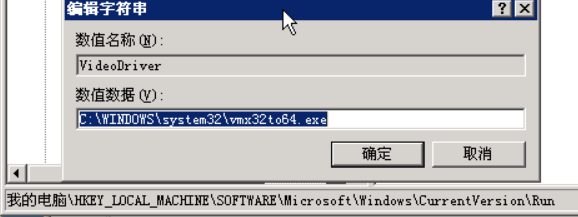 编辑字符串
数值名称(N):
VideoDriver
数值数据(V):
C:\WINDOWS\system32\vmx32to64.exe
确定 取消
我的电脑\HKEY_LOCAL_MACHINE\SOFTWARE\Microsoft\Windows\CurrentVersion\Run